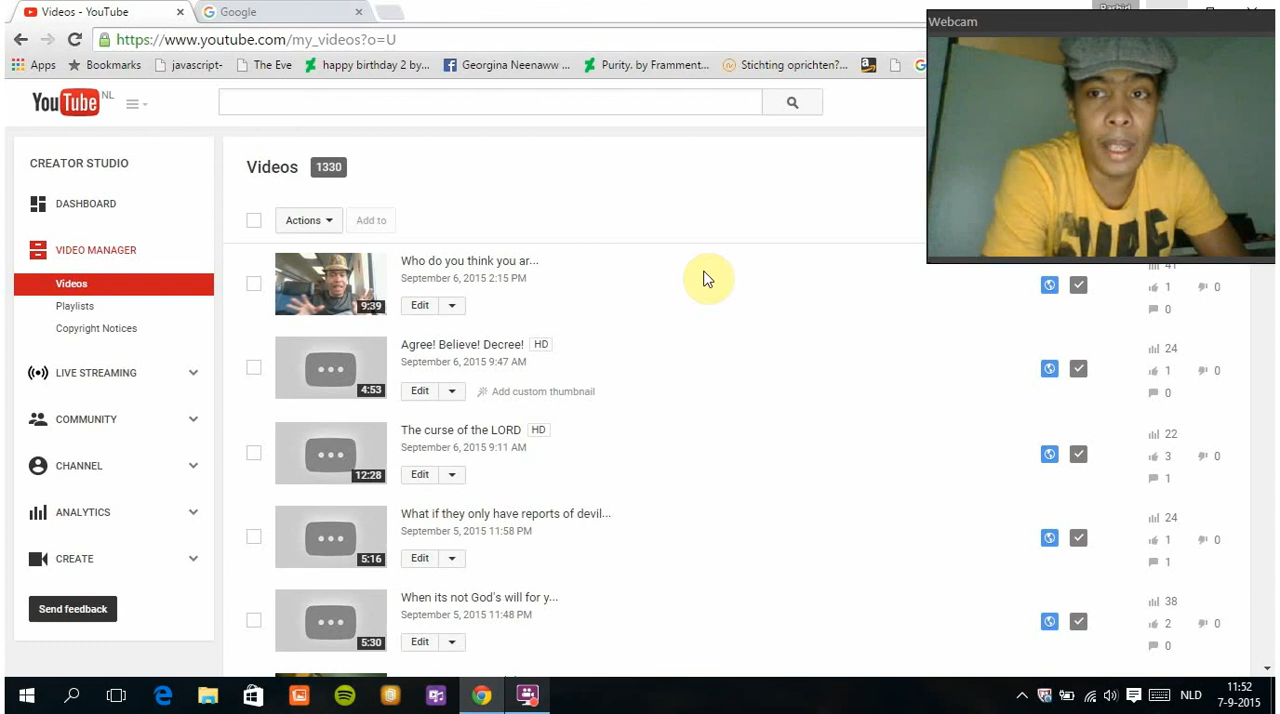 Videos - YouTube
Google
Rachid
https://www.youtube.com/my_videos?o=U
Apps
Bookmarks
javascript-
The Eve
happy birthday 2 by...
Georgina Neenaww ...
Purity. by Framment...
Stichting oprichten?...
Webcam
YouTube NL
CREATOR STUDIO
DASHBOARD
VIDEO MANAGER
Videos
Playlists
Copyright Notices
LIVE STREAMING
COMMUNITY
CHANNEL
ANALYTICS
CREATE
Send feedback
Videos 1330
Actions
Add to
9:39
Who do you think you ar...
September 6, 2015 2:15 PM
Edit
41
1
0
0
4:53
Agree! Believe! Decree! HD
September 6, 2015 9:47 AM
Edit
Add custom thumbnail
24
1
0
0
12:28
The curse of the LORD HD
September 6, 2015 9:11 AM
Edit
22
3
0
1
5:16
What if they only have reports of devil...
September 5, 2015 11:58 PM
Edit
24
1
0
1
5:30
When its not God's will for y...
September 5, 2015 11:48 PM
Edit
38
2
0
0
NLD
11:52
7-9-2015